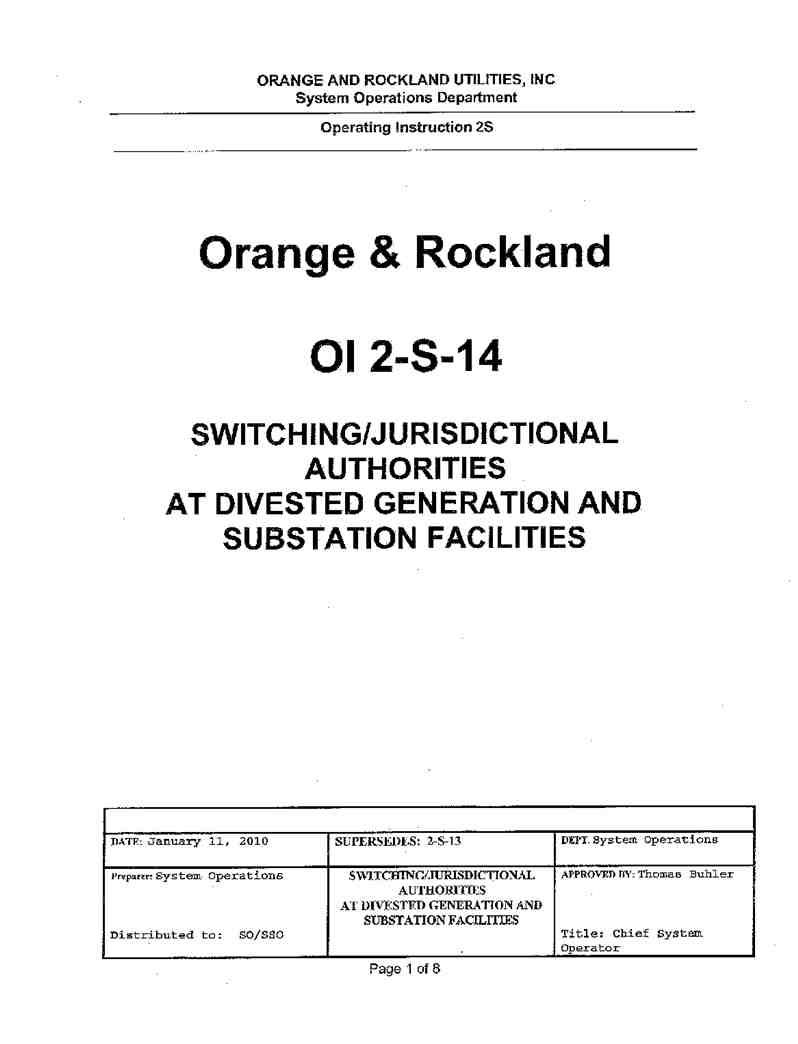 ORANGE AND ROCKLAND UTILITIES, INC
System Operations Department
Operating Instruction 2S
Orange & Rockland
OI 2-S-14
SWITCHING/JURISDICTIONAL
AUTHORITIES
AT DIVESTED GENERATION AND
SUBSTATION FACILITIES
DATE: January 11, 2010
SUPERSEDES: 2-S-13
DEPT. System Operations
Preparer: System Operations
Distributed to: SO/SSO
SWITCHING/JURISDICTIONAL
AUTHORITIES
AT DIVESTED GENERATION AND
SUBSTATION FACILITIES
APPROVED BY: Thomas Buhler
Title: Chief System
Operator
Page 1 of 8